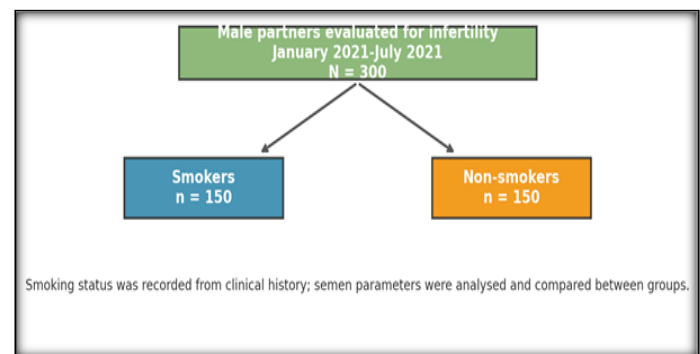 Male partners evaluated for infertility
January 2021-July 2021
N = 300
Smokers
n = 150
Non-smokers
n = 150
Smoking status was recorded from clinical history; semen parameters were analysed and compared between groups.